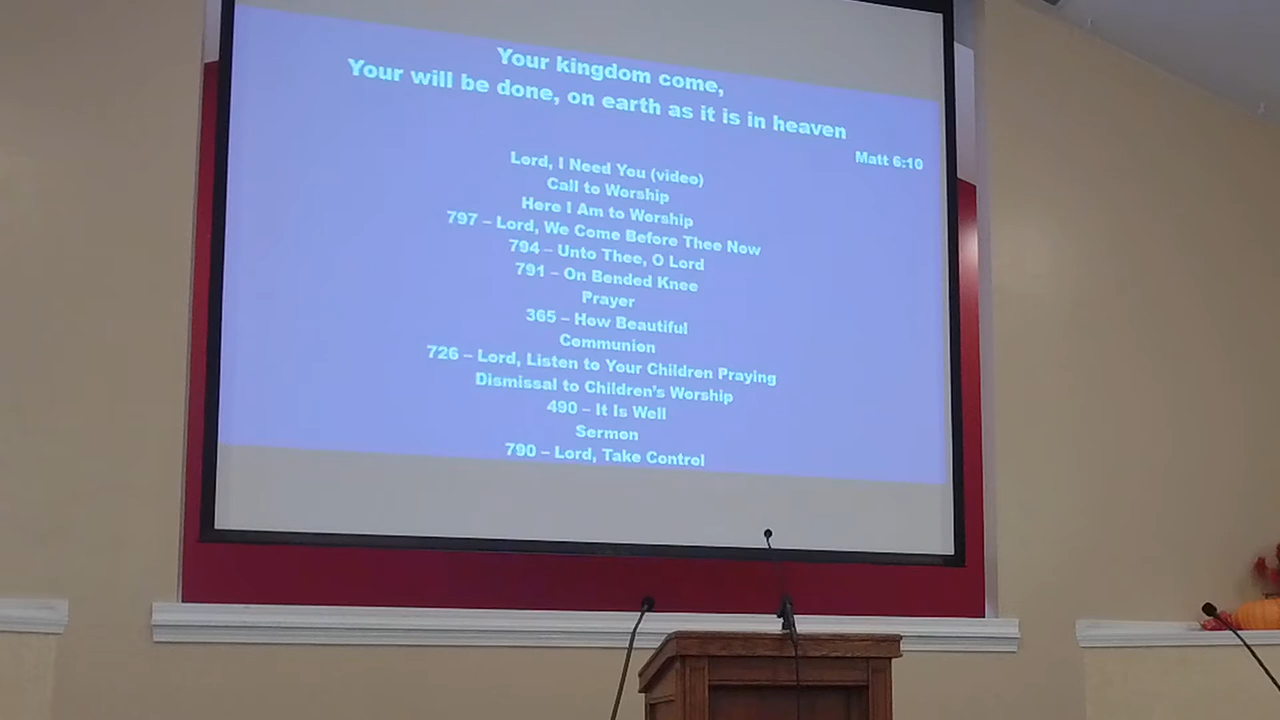 Your kingdom come,
Your will be done, on earth as it is in heaven
Matt 6:10
Lord, I Need You (video)
Call to Worship
Here I Am to Worship
797 – Lord, We Come Before Thee Now
794 – Unto Thee, O Lord
791 – On Bended Knee
Prayer
365 – How Beautiful
Communion
726 – Lord, Listen to Your Children Praying
Dismissal to Children's Worship
490 – It Is Well
Sermon
790 – Lord, Take Control